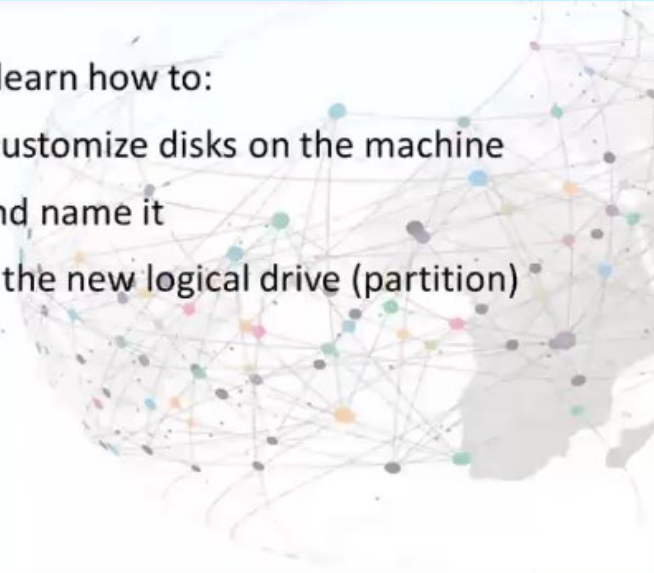 learn how to:
ustomize disks on the machine
nd name it
the new logical drive (partition)